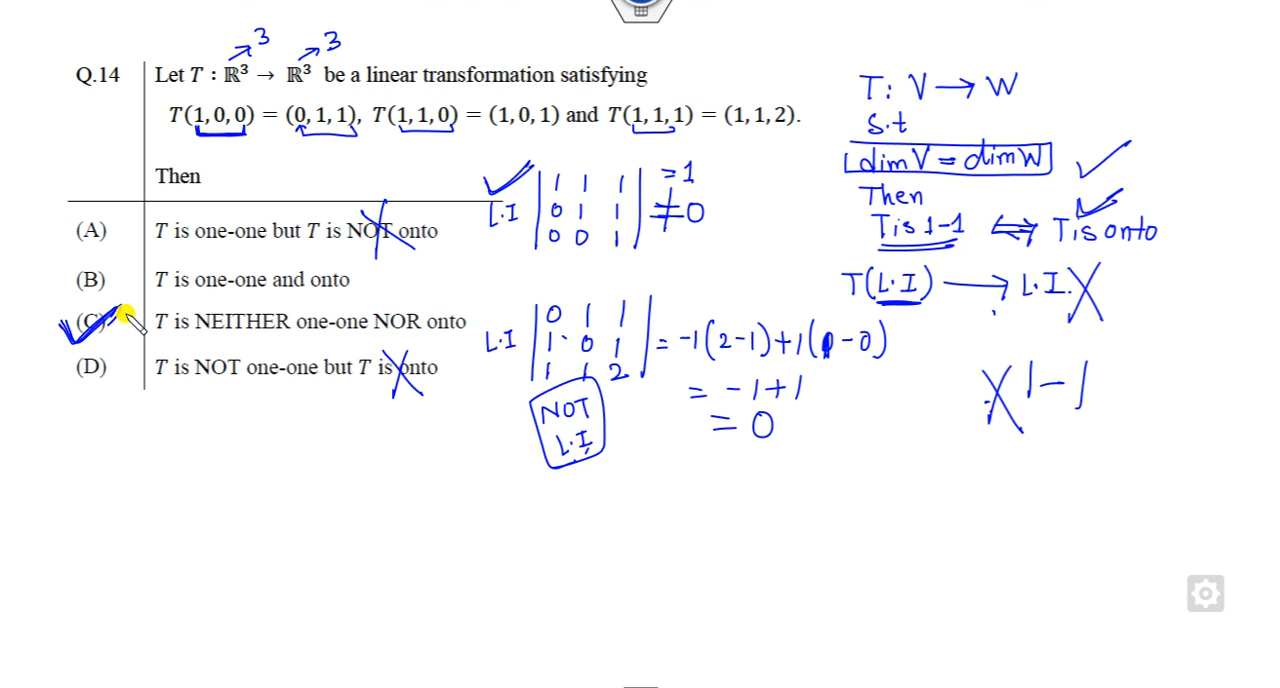 3 3
Q.14 Let T : ℝ³ → ℝ³ be a linear transformation satisfying
T(1,0,0) = (0,1,1), T(1,1,0) = (1,0,1) and T(1,1,1) = (1,1,2).
Then
(A) T is one-one but T is NOT onto
(B) T is one-one and onto
(C) T is NEITHER one-one NOR onto
(D) T is NOT one-one but T is onto
L.I
1 1 1
0 1 1
0 0 1
= 1
≠ 0
L.I
0 1 1
1 0 1
1 1 2
= -1(2-1)+1(1-0)
= -1+1
= 0
NOT
L.I
T: V → W
S.t
dim V = dim W
Then
T is 1-1 ⇔ T is onto
T(L.I) → L.I. X
X 1-1